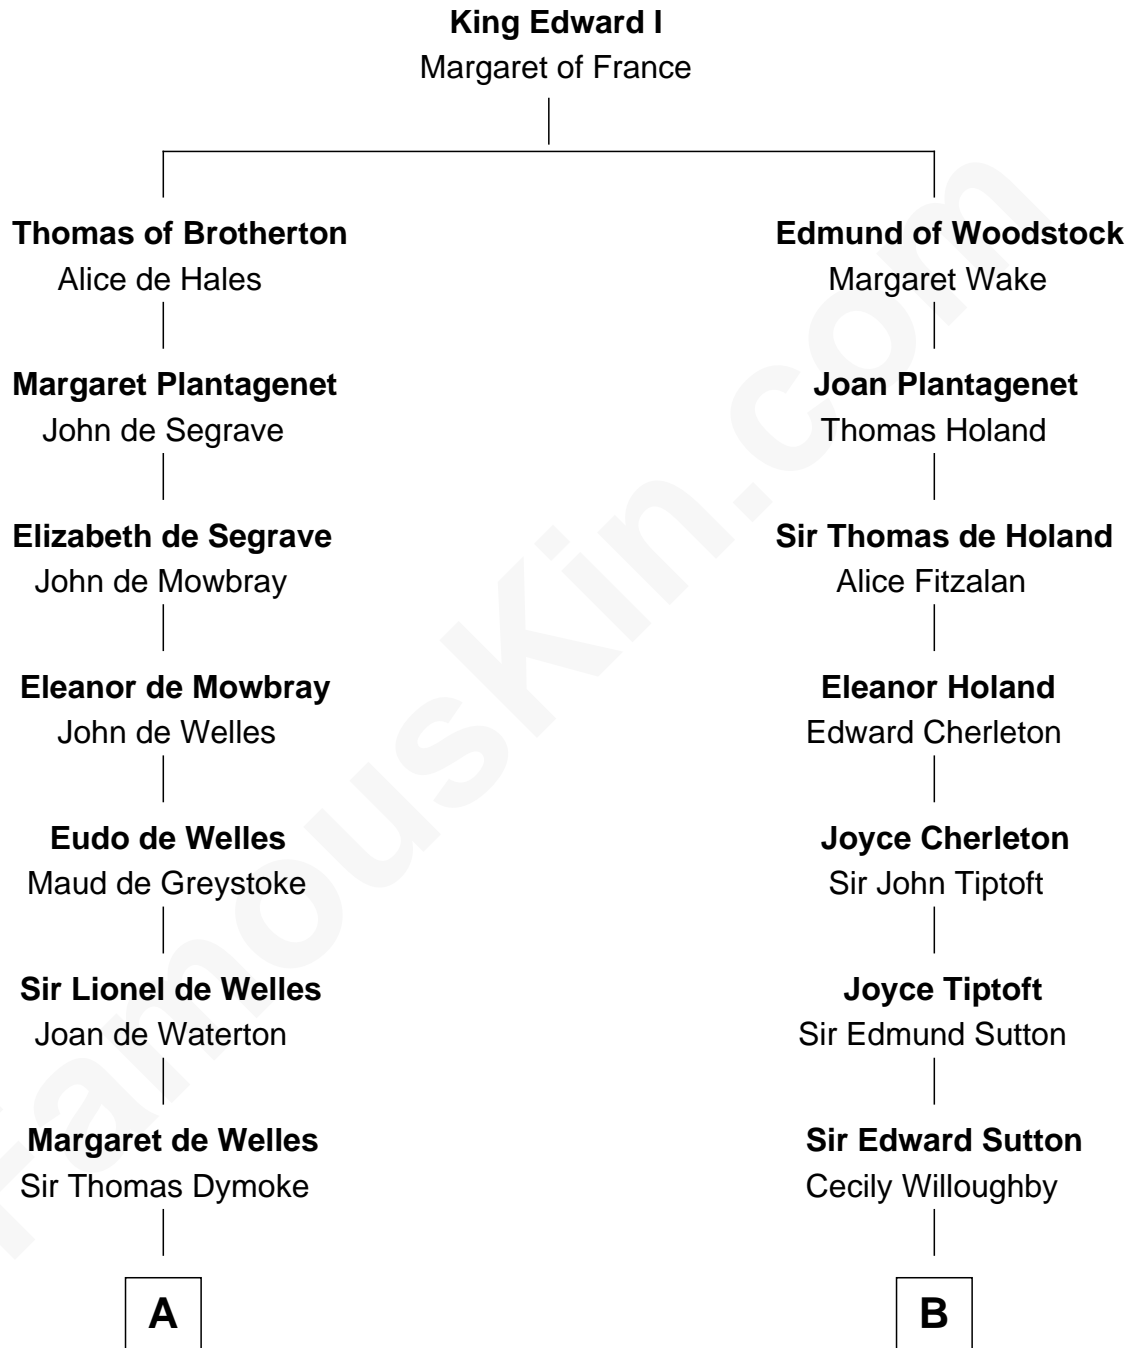 King Edward I
Margaret of France
Thomas of Brotherton
Alice de Hales
Edmund of Woodstock
Margaret Wake
Margaret Plantagenet
John de Segrave
Joan Plantagenet
Thomas Holand
Elizabeth de Segrave
John de Mowbray
Sir Thomas de Holand
Alice Fitzalan
Eleanor de Mowbray
John de Welles
Eleanor Holand
Edward Cherleton
Eudo de Welles
Maud de Greystoke
Joyce Cherleton
Sir John Tiptoft
Sir Lionel de Welles
Joan de Waterton
Joyce Tiptoft
Sir Edmund Sutton
Margaret de Welles
Sir Thomas Dymoke
Sir Edward Sutton
Cecily Willoughby
A
B
FamousKin.com